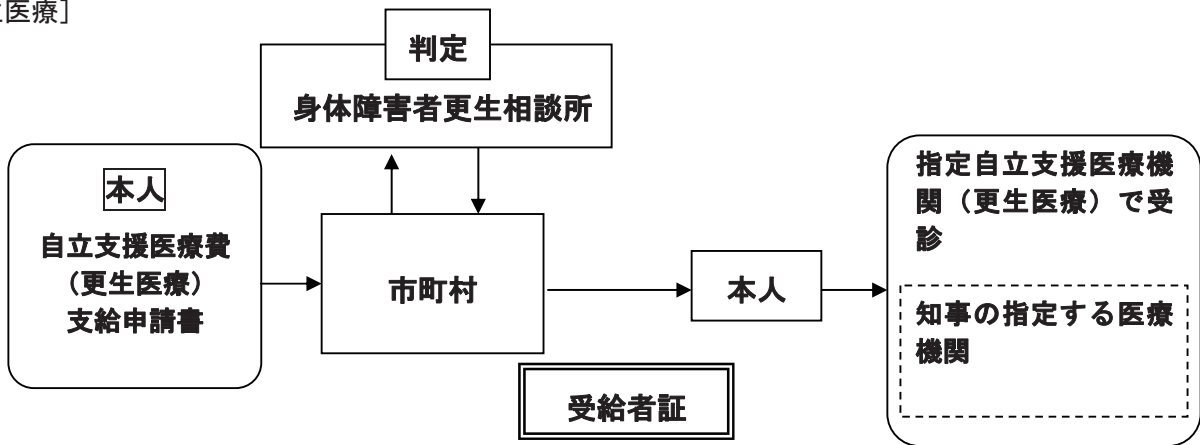 医療］
判定
身体障害者更生相談所
本人
自立支援医療費
（更生医療）
支給申請書
市町村
本人
指定自立支援医療機
関（更生医療）で受
診
知事の指定する医療
機関
受給者証